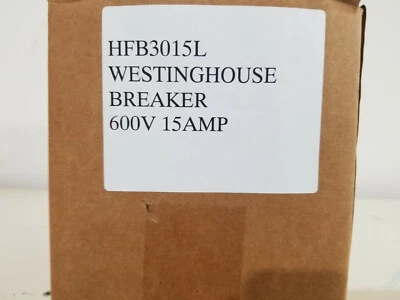 HFB3015L
WESTINGHOUSE
BREAKER
600V 15AMP